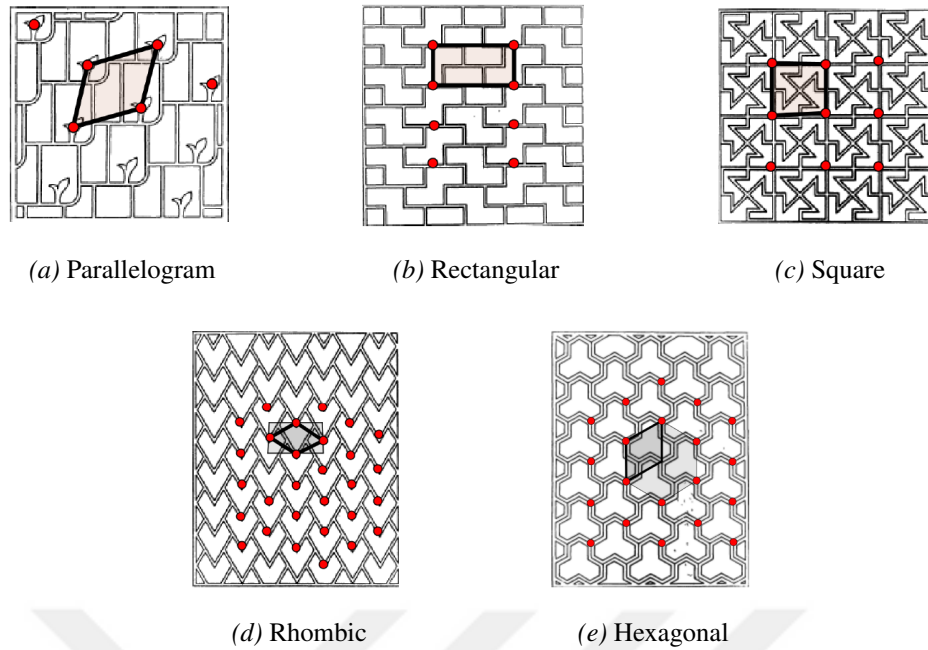 (a) Parallelogram
(b) Rectangular
(c) Square
(d) Rhombic
(e) Hexagonal